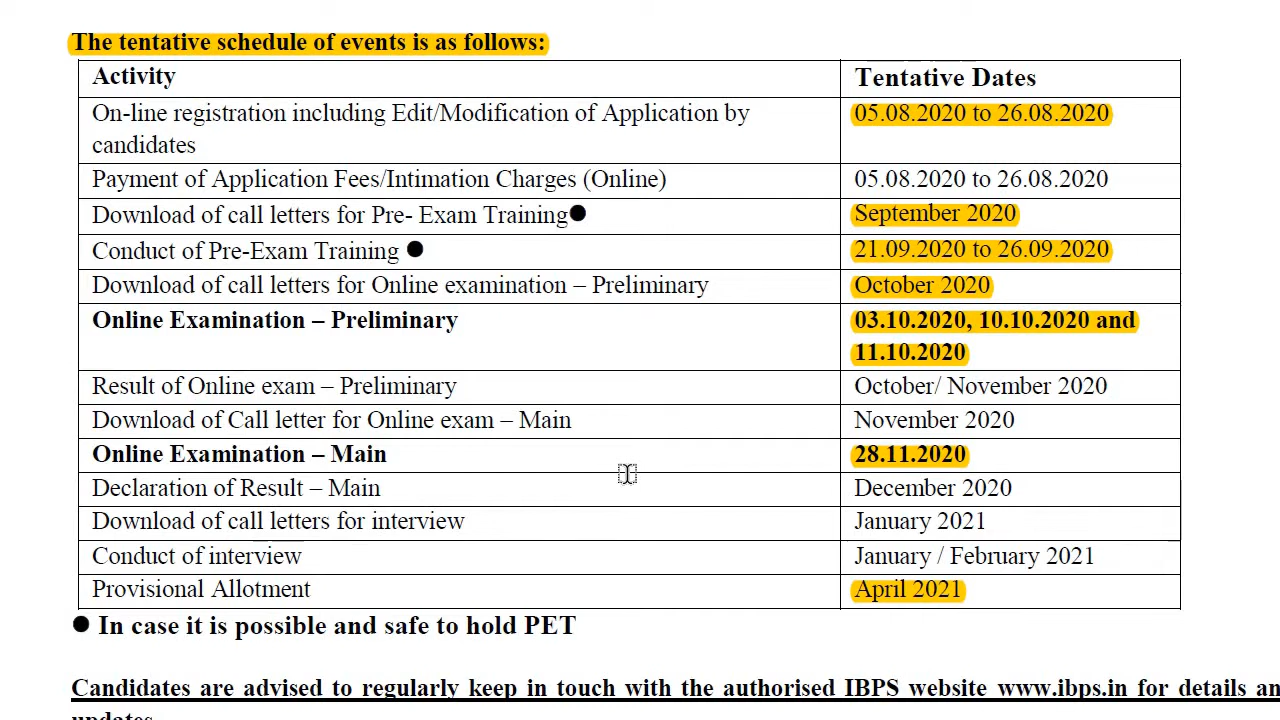 The tentative schedule of events is as follows:
Activity Tentative Dates
On-line registration including Edit/Modification of Application by 05.08.2020 to 26.08.2020
candidates
Payment of Application Fees/Intimation Charges (Online) 05.08.2020 to 26.08.2020
Download of call letters for Pre- Exam Training● September 2020
Conduct of Pre-Exam Training ● 21.09.2020 to 26.09.2020
Download of call letters for Online examination – Preliminary October 2020
Online Examination – Preliminary 03.10.2020, 10.10.2020 and
11.10.2020
Result of Online exam – Preliminary October/ November 2020
Download of Call letter for Online exam – Main November 2020
Online Examination – Main 28.11.2020
Declaration of Result – Main December 2020
Download of call letters for interview January 2021
Conduct of interview January / February 2021
Provisional Allotment April 2021
● In case it is possible and safe to hold PET
Candidates are advised to regularly keep in touch with the authorised IBPS website www.ibps.in for details an
updates